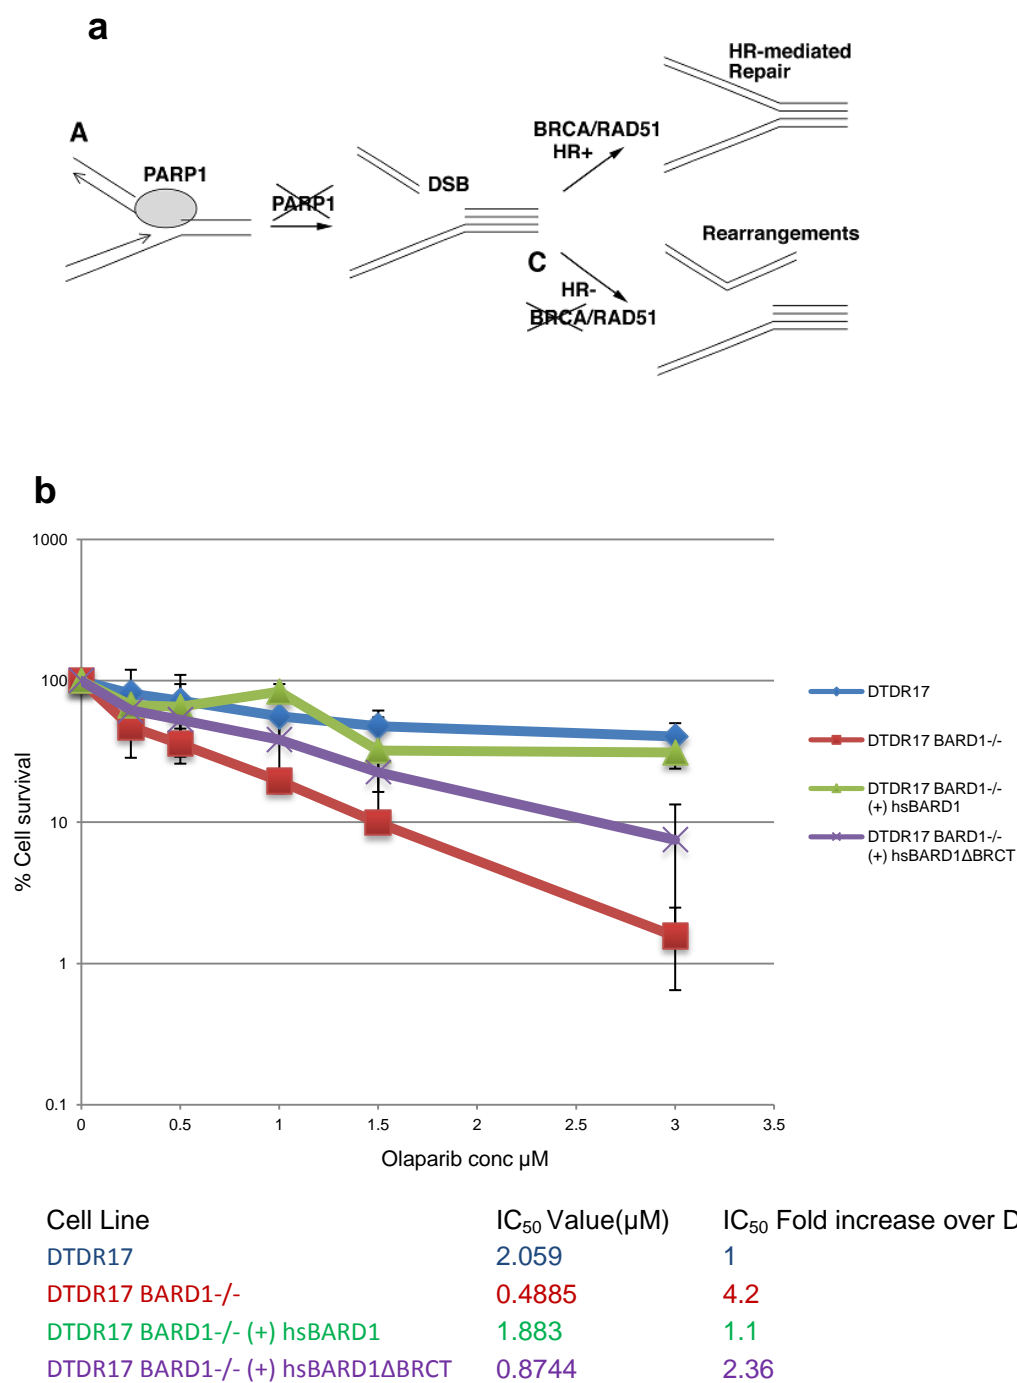 a
A
PARP1
PARP1
DSB
BRCA/RAD51
HR+
HR-mediated
Repair
C
HR-
BRCA/RAD51
Rearrangements
b
% Cell survival
1000
100
10
1
0.1
0
0.5
1
1.5
2
2.5
3
3.5
Olaparib conc µM
DTDR17
DTDR17 BARD1-/-
DTDR17 BARD1-/-
(+) hsBARD1
DTDR17 BARD1-/-
(+) hsBARD1ΔBRCT
Cell Line IC50 Value(µM) IC50 Fold increase over D
DTDR17 2.059 1
DTDR17 BARD1-/- 0.4885 4.2
DTDR17 BARD1-/- (+) hsBARD1 1.883 1.1
DTDR17 BARD1-/- (+) hsBARD1ΔBRCT 0.8744 2.36